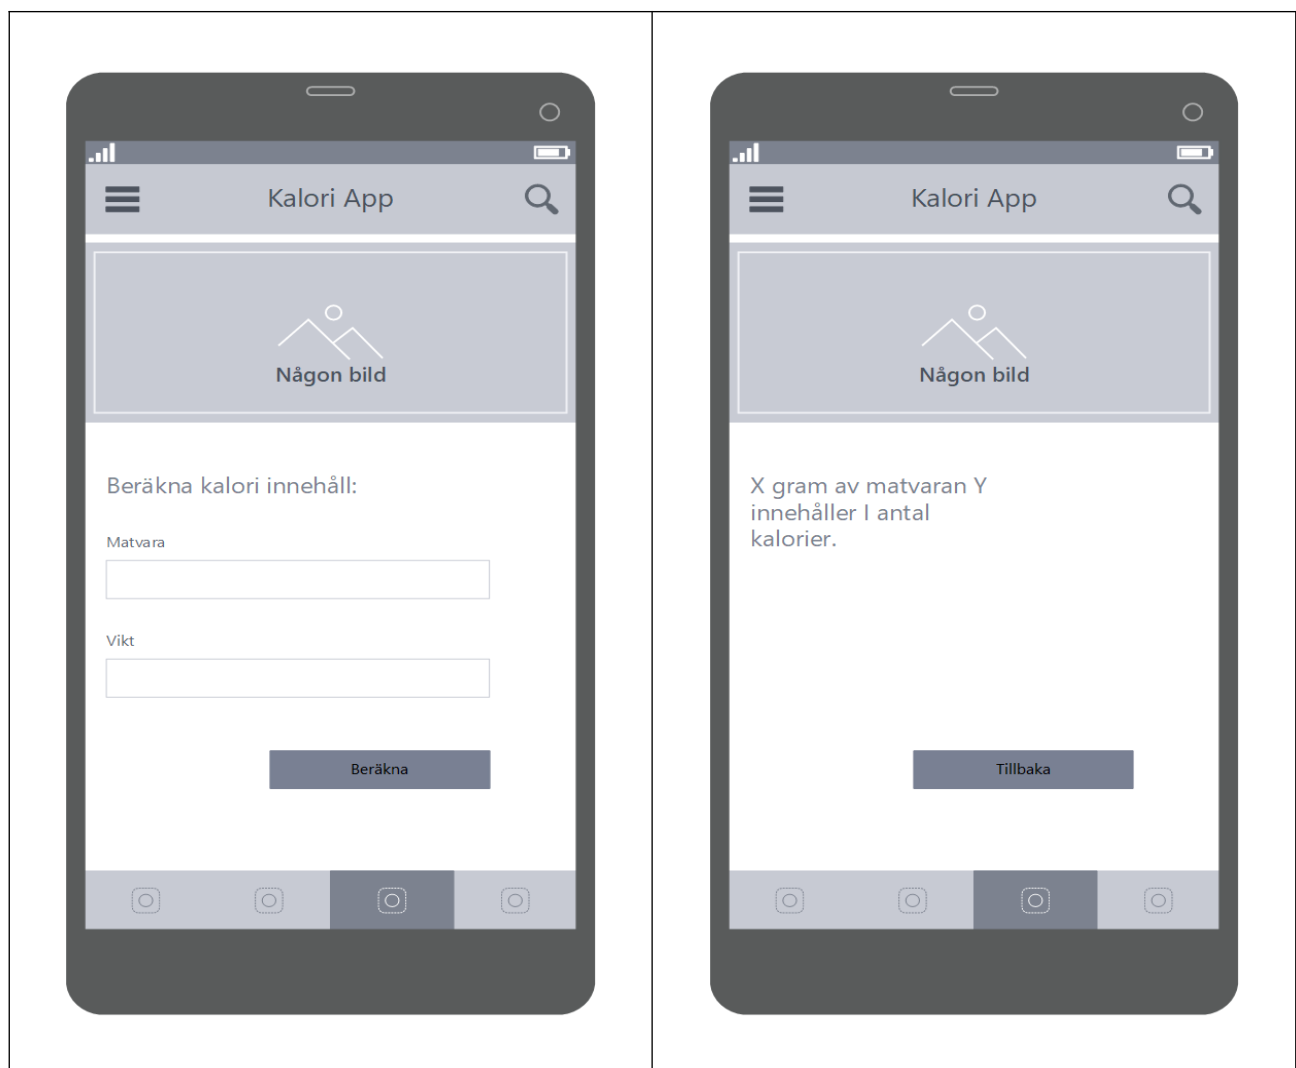 Kalori App
Någon bild
Beräkna kalori innehåll:
Matvara
Vikt
Beräkna
Kalori App
Någon bild
X gram av matvaran Y
innehåller I antal
kalorier.
Tillbaka